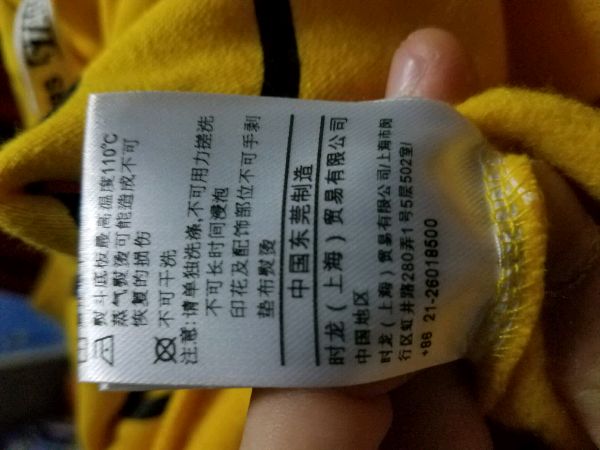 熨斗底板最高温度110℃
蒸气熨烫可能造成不可
恢复的损伤
不可干洗
注意:请单独洗涤,不可用力搓洗
不可长时间浸泡
印花及配饰部位不可手剥
垫布熨烫
中国东莞制造
时龙（上海）贸易有限公司
中国地区
时龙（上海）贸易有限公司/上海市闵
行区虹井路280弄1号5层502室/
+86 21-26018500